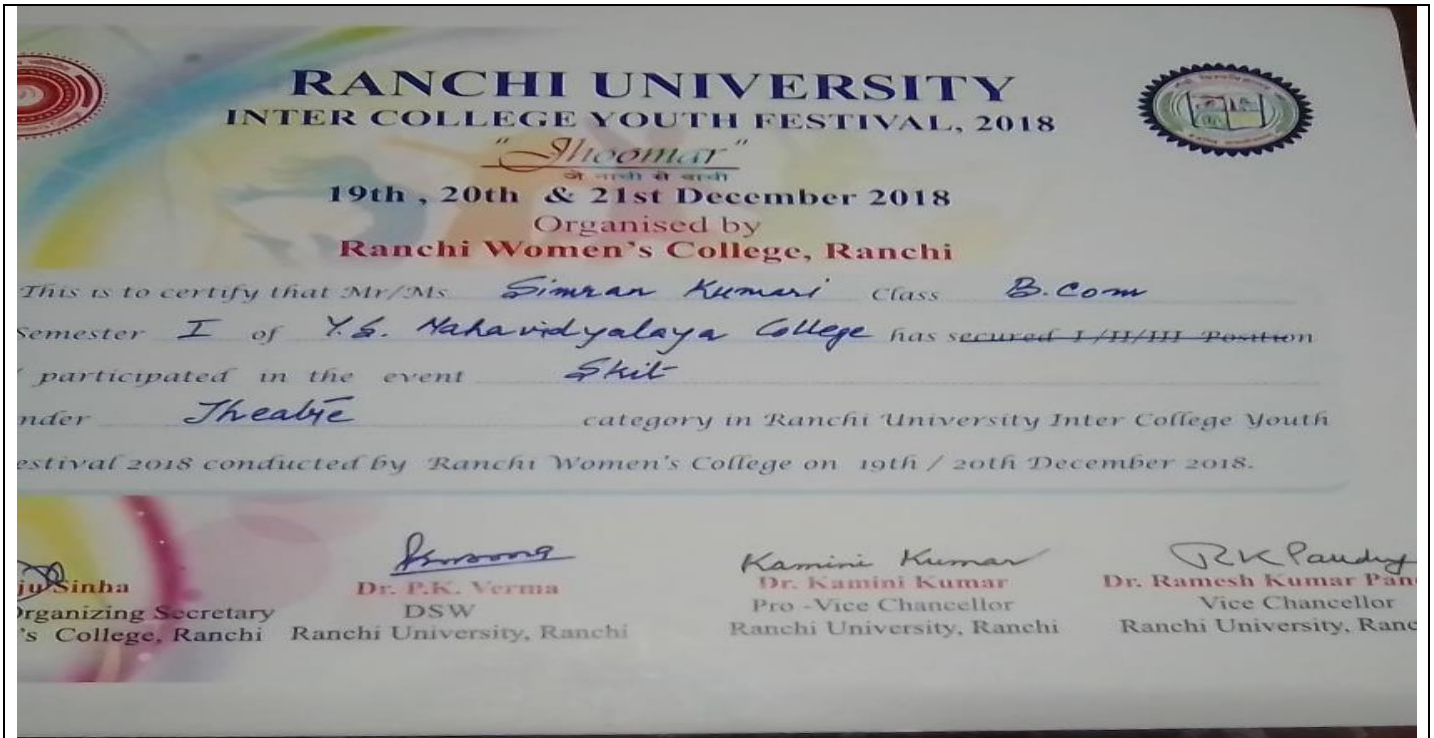 RANCHI UNIVERSITY
INTER COLLEGE YOUTH FESTIVAL, 2018
"Jhoomar"
जे नाची से बाची
19th , 20th & 21st December 2018
Organised by
Ranchi Women's College, Ranchi
This is to certify that Mr/Ms Simran Kumari Class B.Com
Semester I of Y.S. Mahavidyalaya College has secured I/II/III Position
/ participated in the event Skit
nder Theatre category in Ranchi University Inter College Youth
estival 2018 conducted by Ranchi Women's College on 19th / 20th December 2018.
Kamini Kumar RK Pandey
ju Sinha Dr. P.K. Verma Dr. Kamini Kumar Dr. Ramesh Kumar Pan
Organizing Secretary DSW Pro -Vice Chancellor Vice Chancellor
's College, Ranchi Ranchi University, Ranchi Ranchi University, Ranchi Ranchi University, Ranc